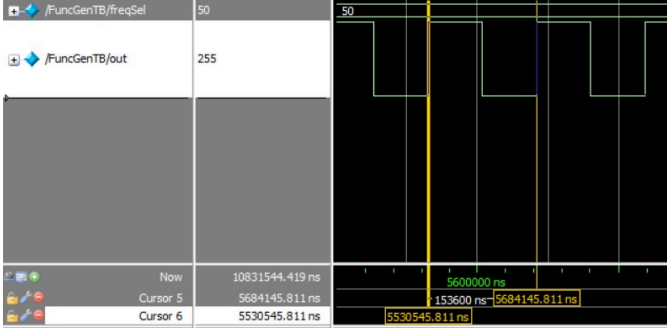 /FuncGenTB/freqSel 50 50
/FuncGenTB/out 255
Now 10831544.419 ns 5600000 ns
Cursor 5 5684145.811 ns 153600 ns 5684145.811 ns
Cursor 6 5530545.811 ns 5530545.811 ns